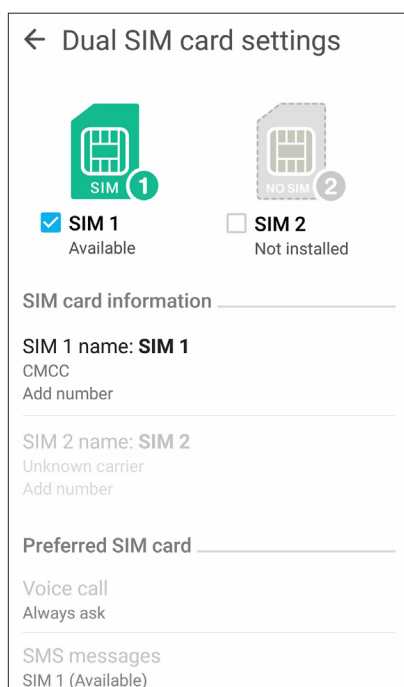 Dual SIM card settings
SIM 1
NO SIM 2
SIM 1
Available
SIM 2
Not installed
SIM card information
SIM 1 name: SIM 1
CMCC
Add number
SIM 2 name: SIM 2
Unknown carrier
Add number
Preferred SIM card
Voice call
Always ask
SMS messages
SIM 1 (Available)